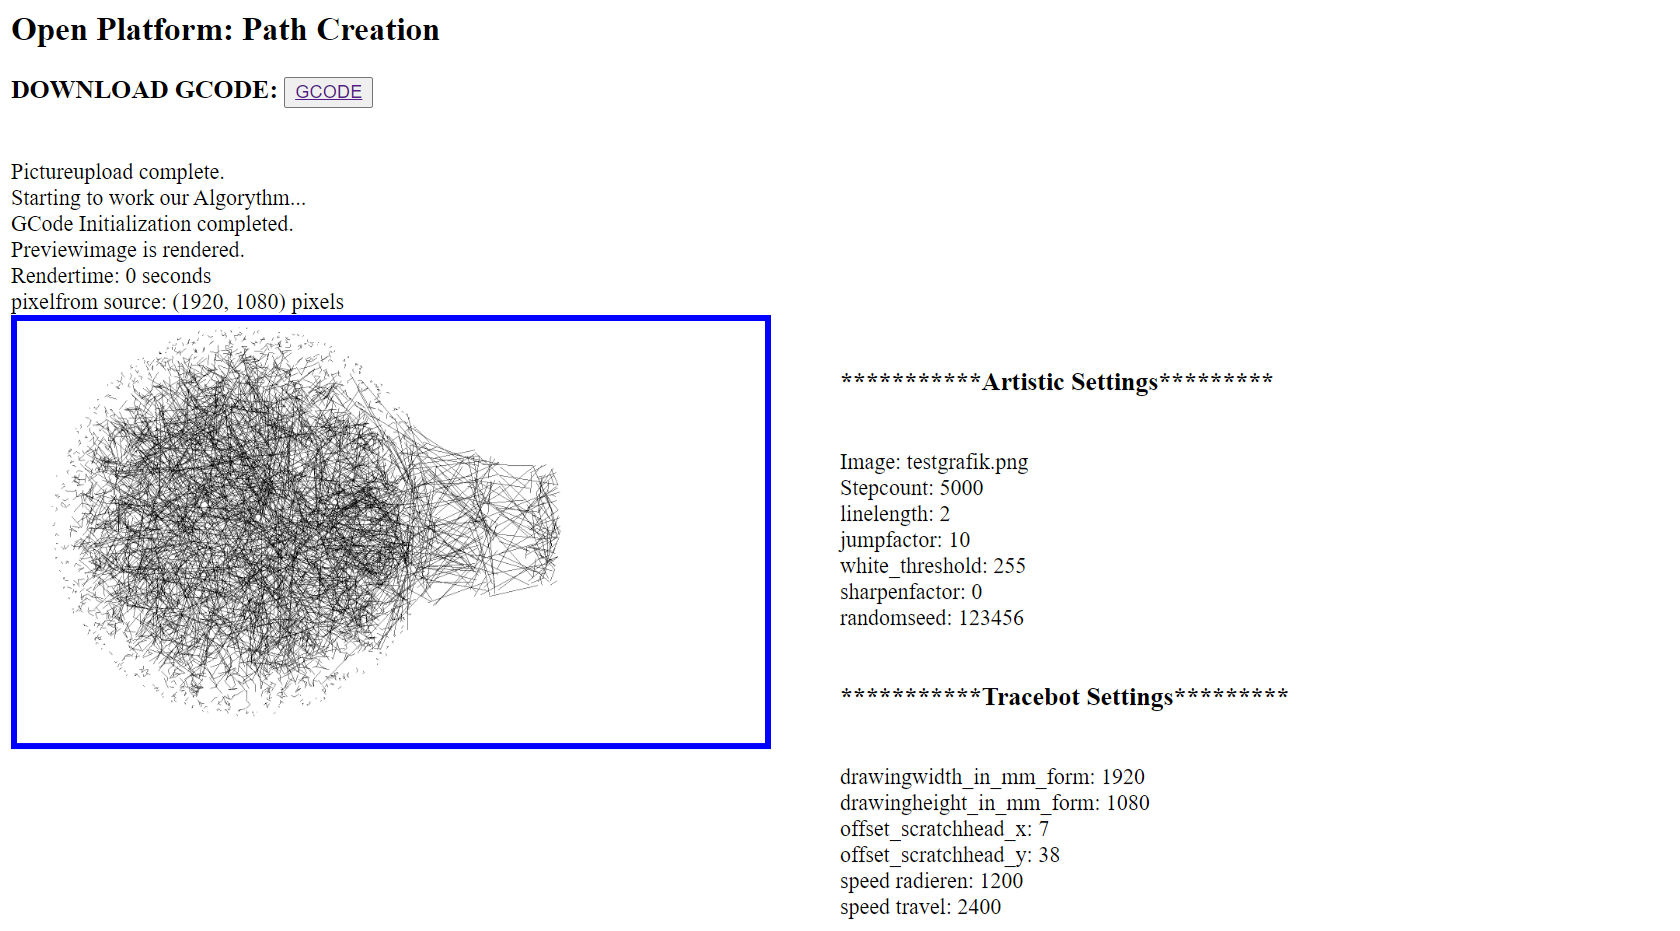 Open Platform: Path Creation
DOWNLOAD GCODE: GCODE
Pictureupload complete.
Starting to work our Algorythm...
GCode Initialization completed.
Previewimage is rendered.
Rendertime: 0 seconds
pixelfrom source: (1920, 1080) pixels
***********Artistic Settings*********
Image: testgrafik.png
Stepcount: 5000
linelength: 2
jumpfactor: 10
white_threshold: 255
sharpenfactor: 0
randomseed: 123456
***********Tracebot Settings*********
drawingwidth_in_mm_form: 1920
drawingheight_in_mm_form: 1080
offset_scratchhead_x: 7
offset_scratchhead_y: 38
speed radieren: 1200
speed travel: 2400